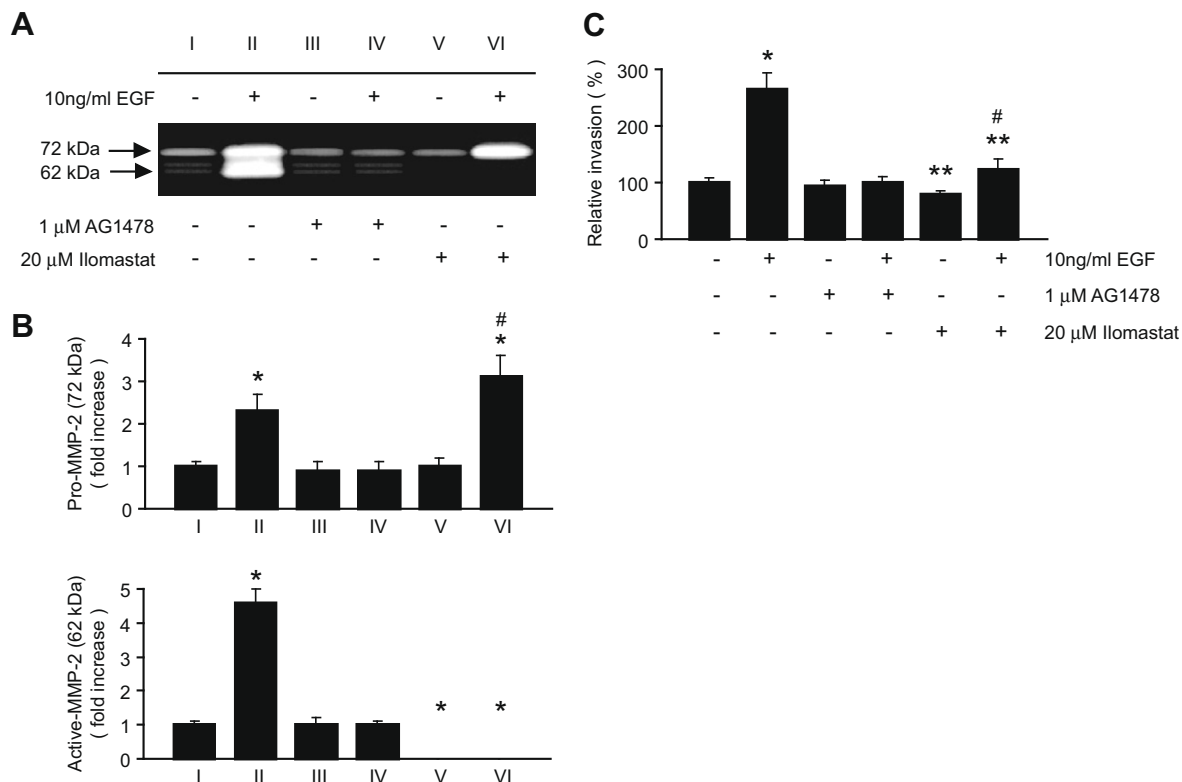 A
I II III IV V VI
10ng/ml EGF - + - + - +
72 kDa
62 kDa
1 μM AG1478 - - + + - -
20 μM Ilomastat - - - - + +
B
Pro-MMP-2 (72 kDa)
( fold increase )
4
3
2
1
0
*
#
*
I II III IV V VI
Active-MMP-2 (62 kDa)
( fold increase )
5
4
3
2
1
0
*
* *
I II III IV V VI
C
Relative invasion ( % )
300
200
100
0
*
**
#
**
- + - + - + 10ng/ml EGF
- - + + - - 1 μM AG1478
- - - - + + 20 μM Ilomastat